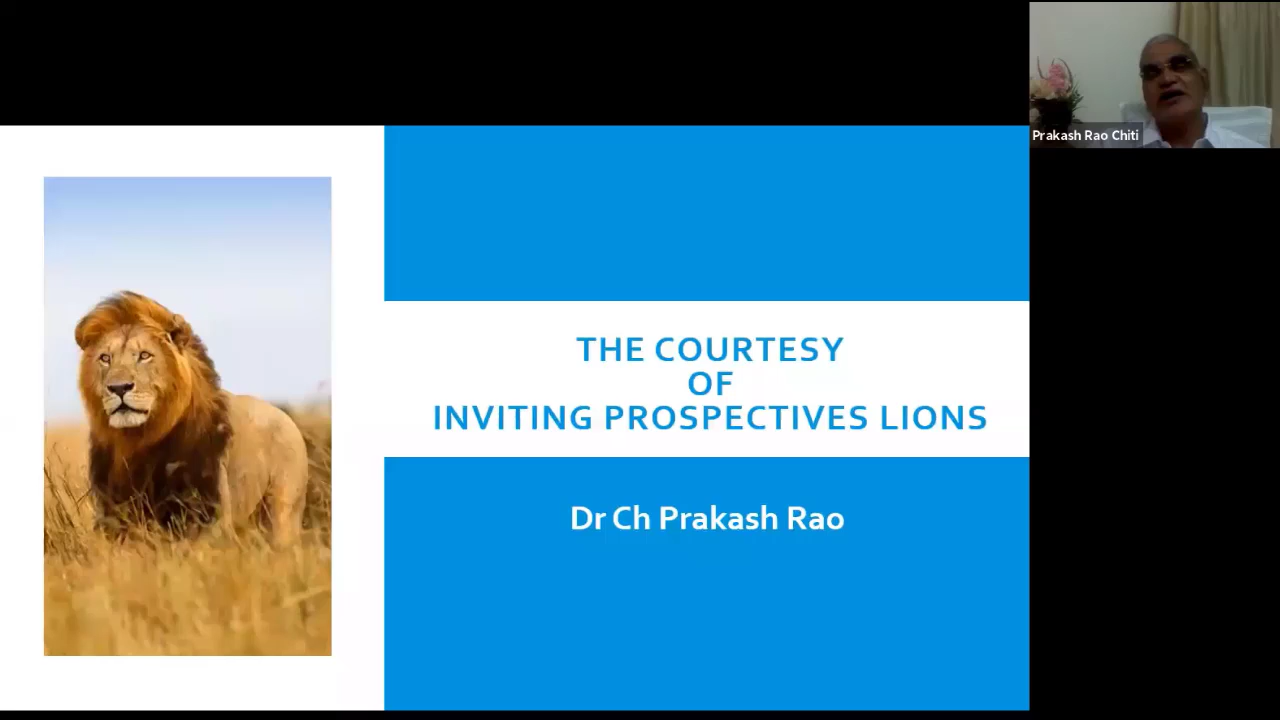 Prakash Rao Chiti
THE COURTESY
OF
INVITING PROSPECTIVES LIONS
Dr Ch Prakash Rao